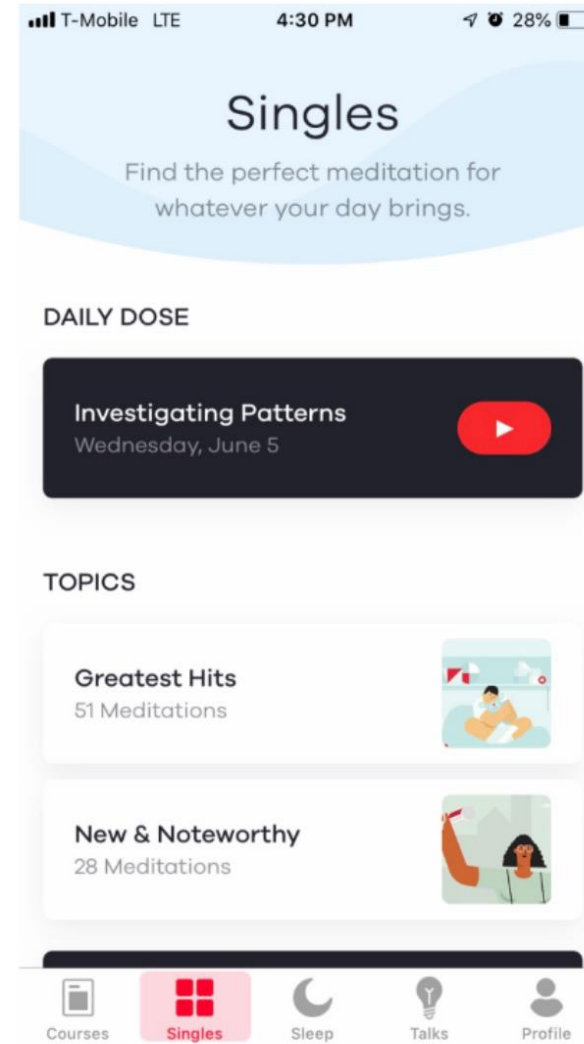 T-Mobile LTE 4:30 PM 28%
Singles
Find the perfect meditation for
whatever your day brings.
DAILY DOSE
Investigating Patterns
Wednesday, June 5
TOPICS
Greatest Hits
51 Meditations
New & Noteworthy
28 Meditations
Courses Singles Sleep Talks Profile